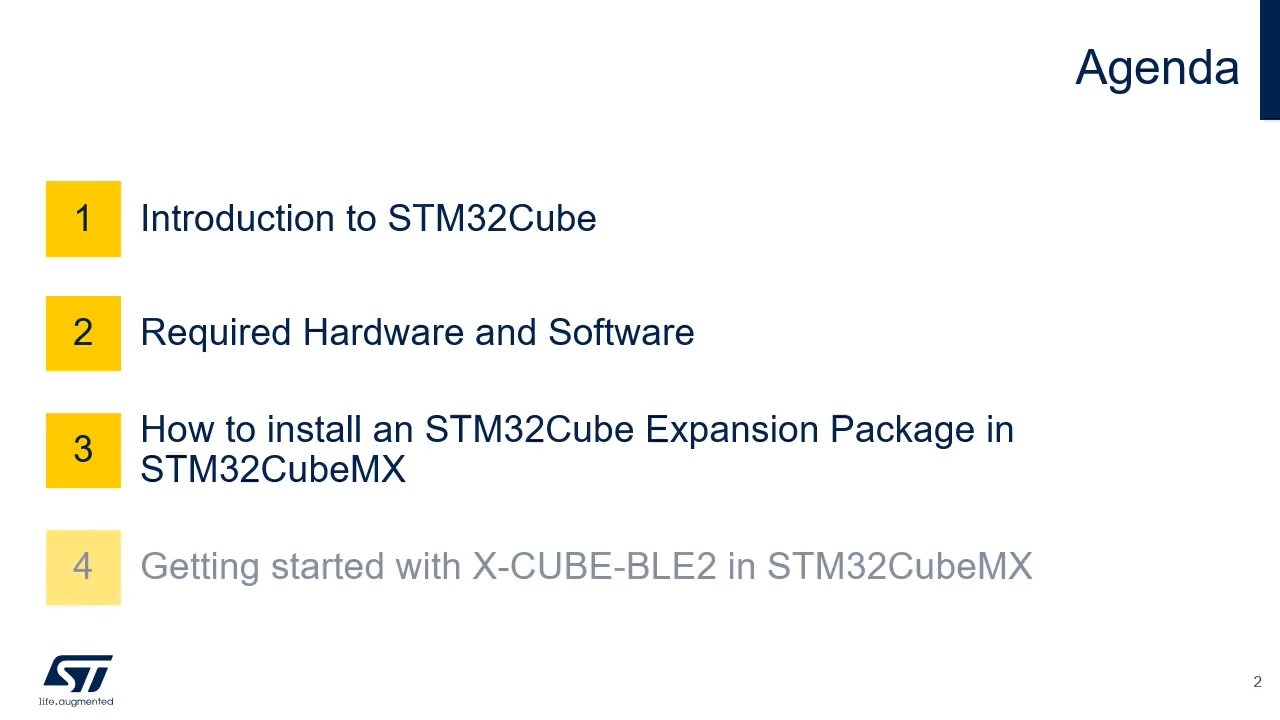 Agenda
1
Introduction to STM32Cube
2
Required Hardware and Software
3
How to install an STM32Cube Expansion Package in
STM32CubeMX
4
Getting started with X-CUBE-BLE2 in STM32CubeMX
ST
life.augmented
2